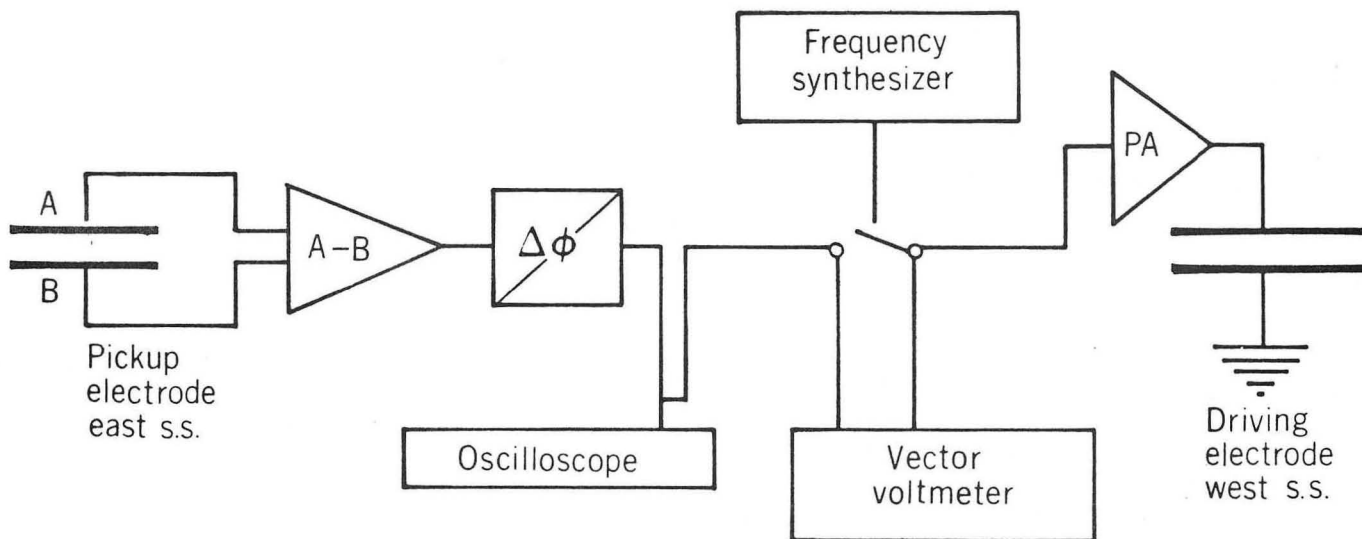 Frequency
synthesizer
PA
A
A–B
Δϕ
B
Pickup
electrode
east s.s.
Oscilloscope
Vector
voltmeter
Driving
electrode
west s.s.